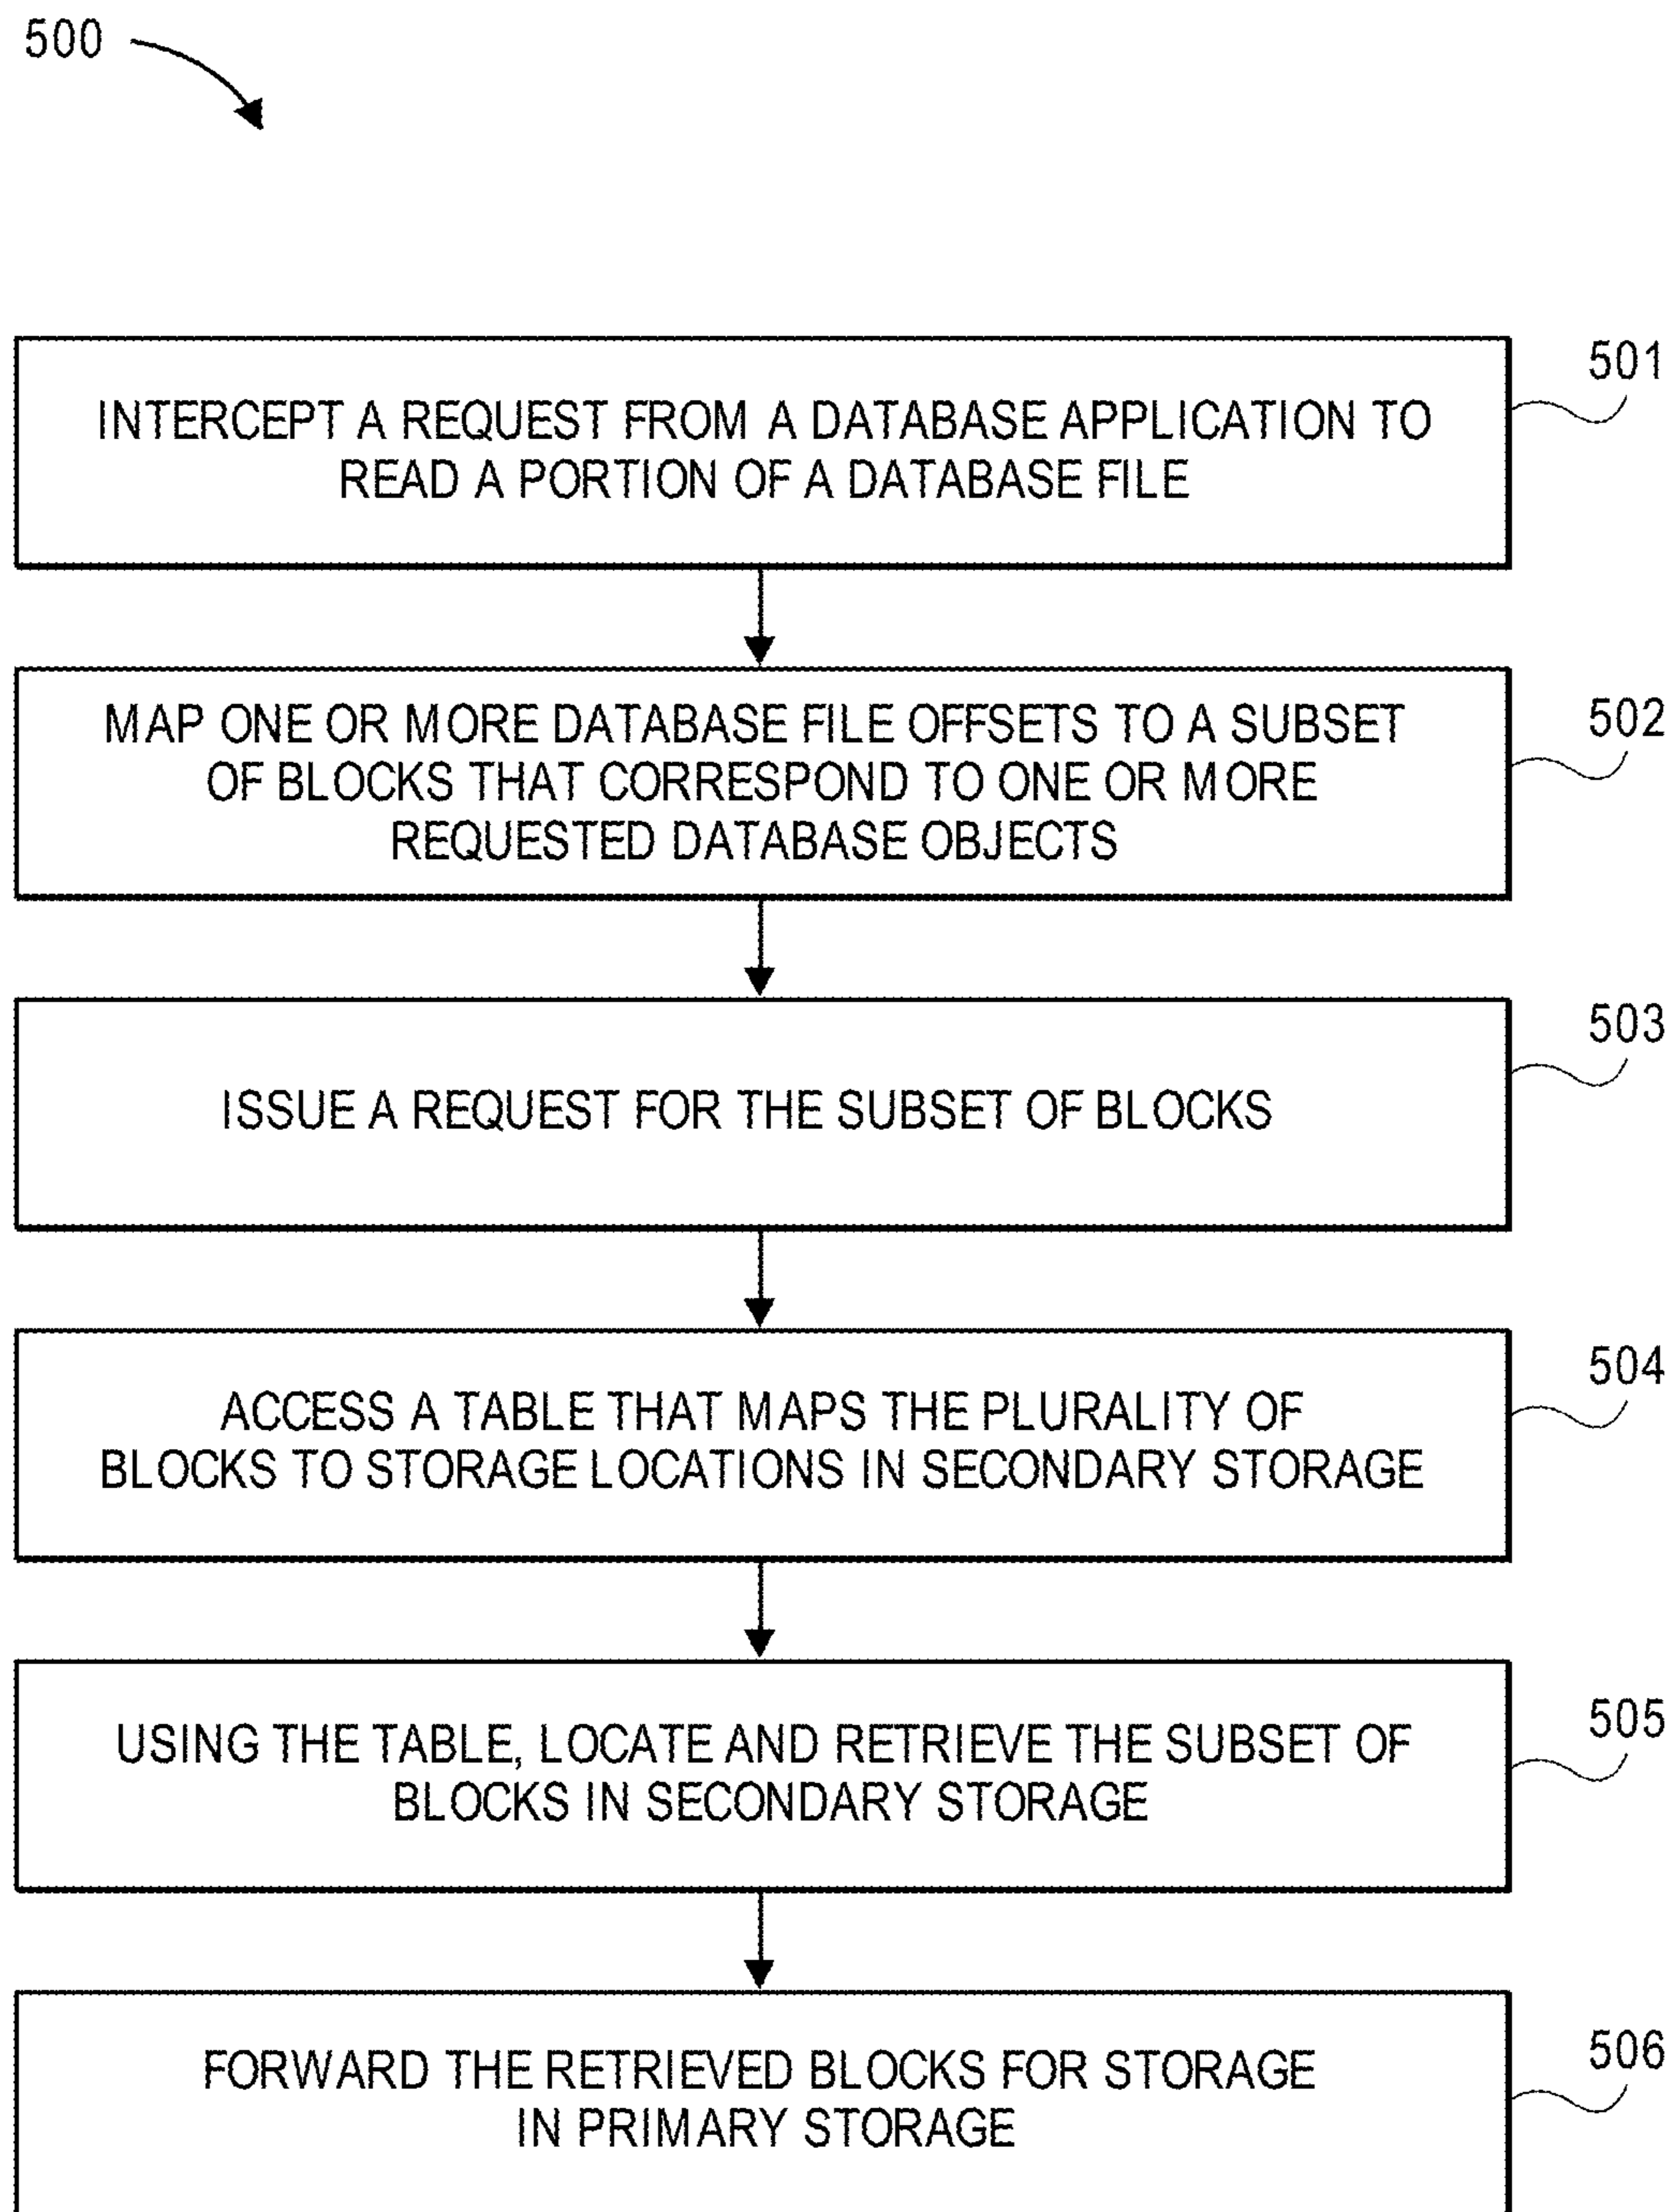 500
501
INTERCEPT A REQUEST FROM A DATABASE APPLICATION TO
READ A PORTION OF A DATABASE FILE
502
MAP ONE OR MORE DATABASE FILE OFFSETS TO A SUBSET
OF BLOCKS THAT CORRESPOND TO ONE OR MORE
REQUESTED DATABASE OBJECTS
503
ISSUE A REQUEST FOR THE SUBSET OF BLOCKS
504
ACCESS A TABLE THAT MAPS THE PLURALITY OF
BLOCKS TO STORAGE LOCATIONS IN SECONDARY STORAGE
505
USING THE TABLE, LOCATE AND RETRIEVE THE SUBSET OF
BLOCKS IN SECONDARY STORAGE
506
FORWARD THE RETRIEVED BLOCKS FOR STORAGE
IN PRIMARY STORAGE